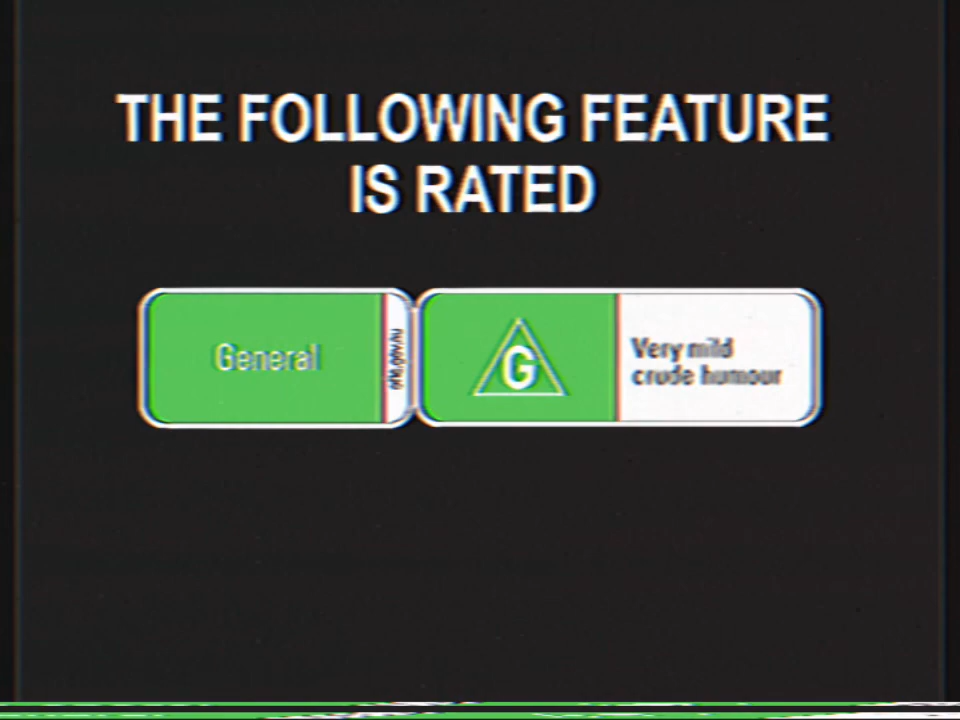 THE FOLLOWING FEATURE
IS RATED
General
G
Very mild
crude humour